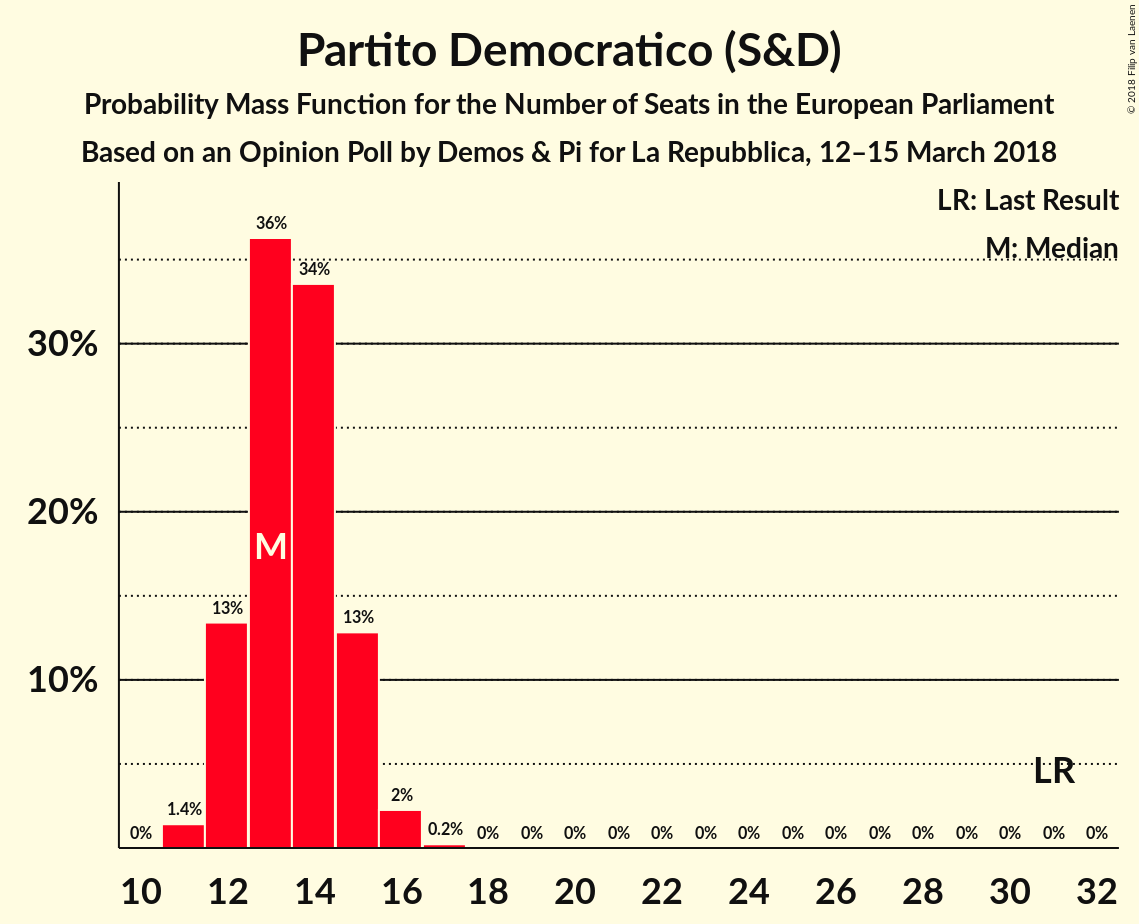 Partito Democratico (S&D)
Probability Mass Function for the Number of Seats in the European Parliament
Based on an Opinion Poll by Demos & Pi for La Repubblica, 12–15 March 2018
© 2018 Filip van Laenen
LR: Last Result
M: Median
36%
34%
30%
20%
M
13%
13%
10%
LR
1.4%
2%
0.2%
0% 0% 0% 0% 0% 0% 0% 0% 0% 0% 0% 0% 0% 0% 0% 0%
10 12 14 16 18 20 22 24 26 28 30 32